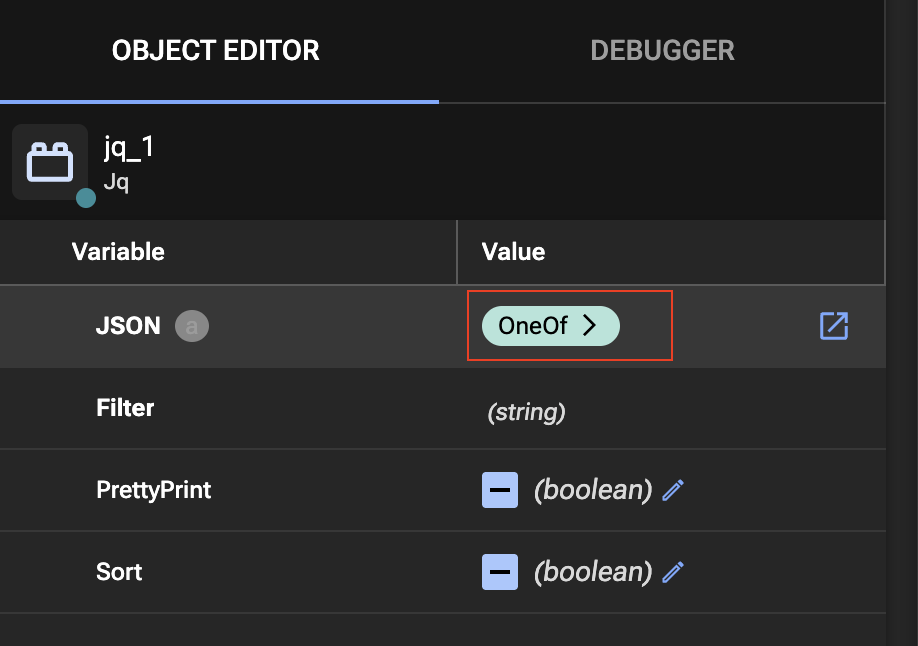 OBJECT EDITOR DEBUGGER
jq_1
Jq
Variable Value
JSON a OneOf
Filter (string)
PrettyPrint (boolean)
Sort (boolean)